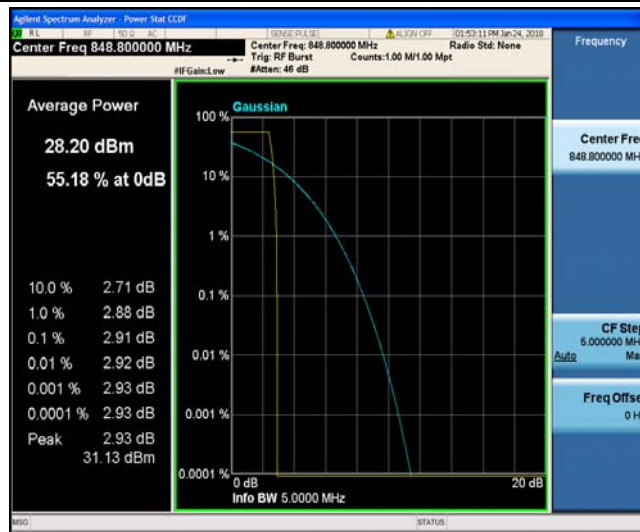 Agilent Spectrum Analyzer - Power Stat CCDF
RL RF 50 Ω AC SENSE:PULSE ALIGN OFF 01:53:11 PM Jan 24, 2018
Center Freq 848.800000 MHz
Center Freq: 848.800000 MHz Radio Std: None
Trig: RF Burst Counts:1.00 M/1.00 Mpt
#IFGain:Low #Atten: 46 dB
Frequency
Average Power
28.20 dBm
55.18 % at 0dB
10.0 % 2.71 dB
1.0 % 2.88 dB
0.1 % 2.91 dB
0.01 % 2.92 dB
0.001 % 2.93 dB
0.0001 % 2.93 dB
Peak 2.93 dB
31.13 dBm
Gaussian
100 %
10 %
1 %
0.1 %
0.01 %
0.001 %
0.0001 %
0 dB 20 dB
Info BW 5.0000 MHz
Center Fre
848.800000 MH
CF Step
5.000000 MH
Auto Ma
Freq Offse
0 H
MSG STATUS